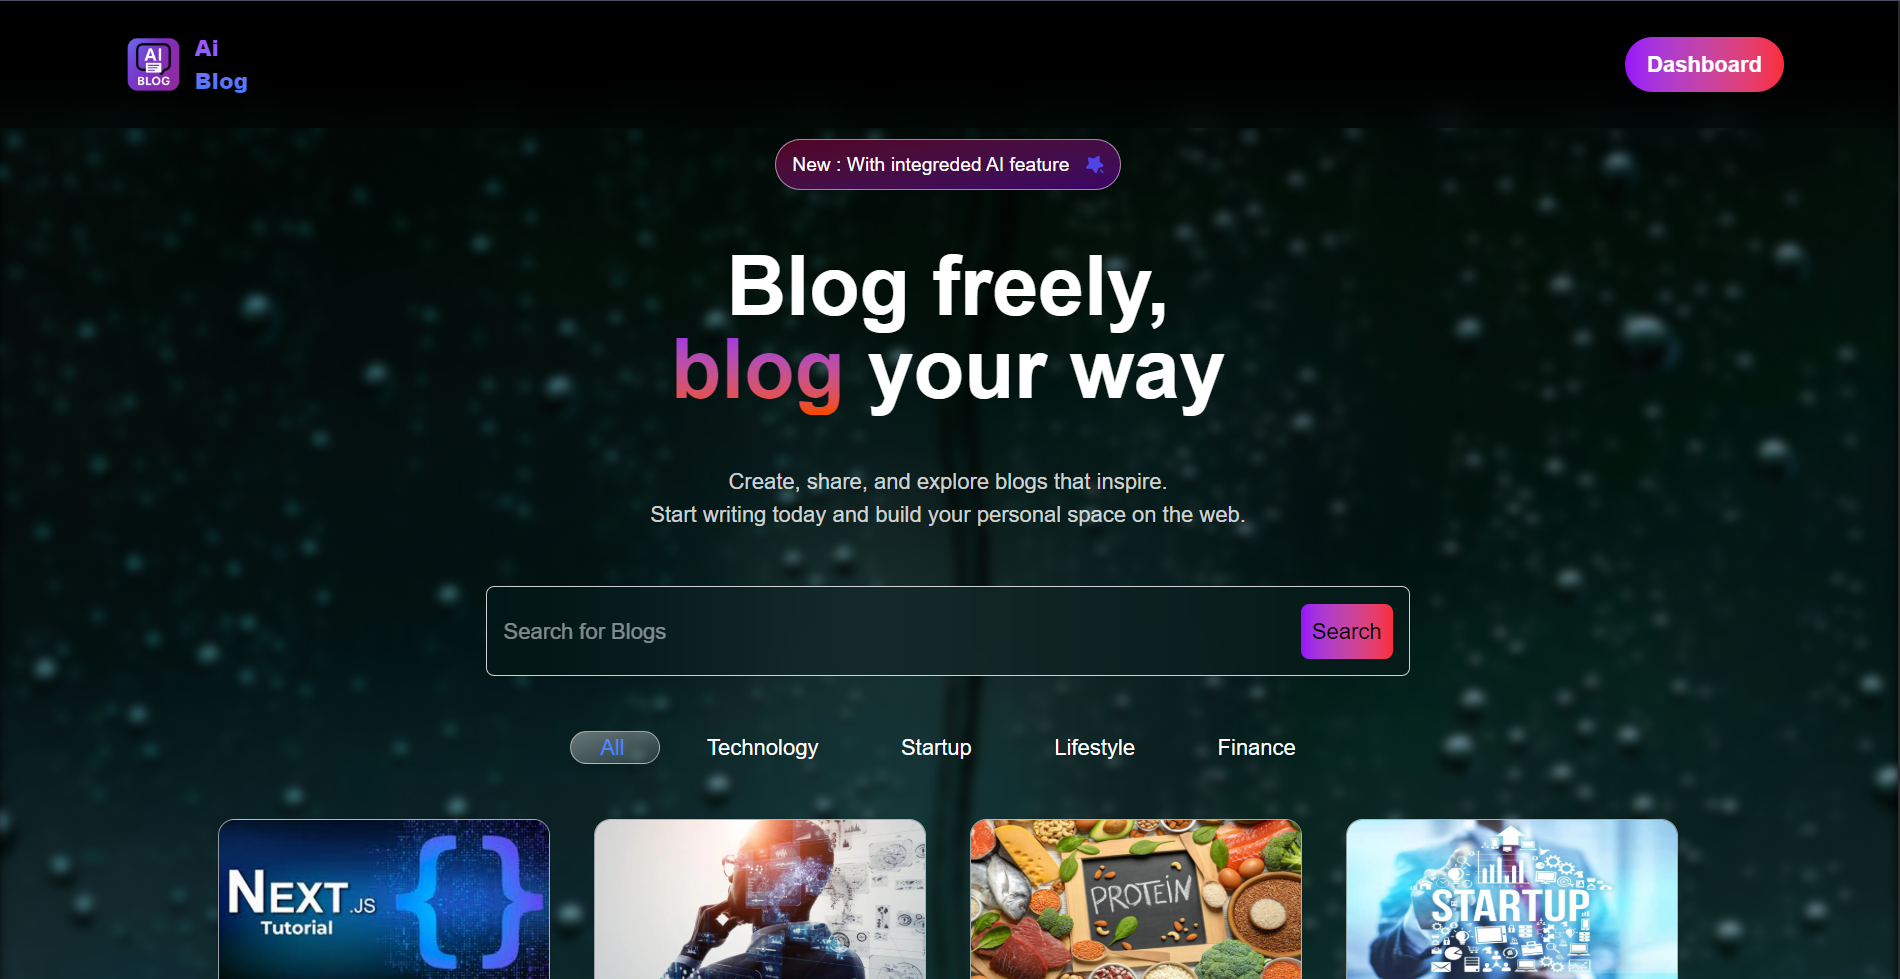 AI
BLOG
Ai
Blog
Dashboard
New : With integreded AI feature
Blog freely,
blog your way
Create, share, and explore blogs that inspire.
Start writing today and build your personal space on the web.
Search for Blogs
Search
All
Technology
Startup
Lifestyle
Finance
NEXT.JS
Tutorial
PROTEIN
STARTUP